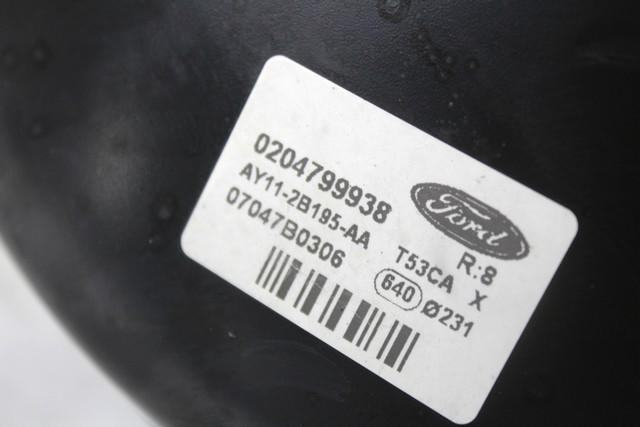 0204799938
AY11-2B195-AA
07047B0306
Ford
R:8
T53CA X
640 Ø231